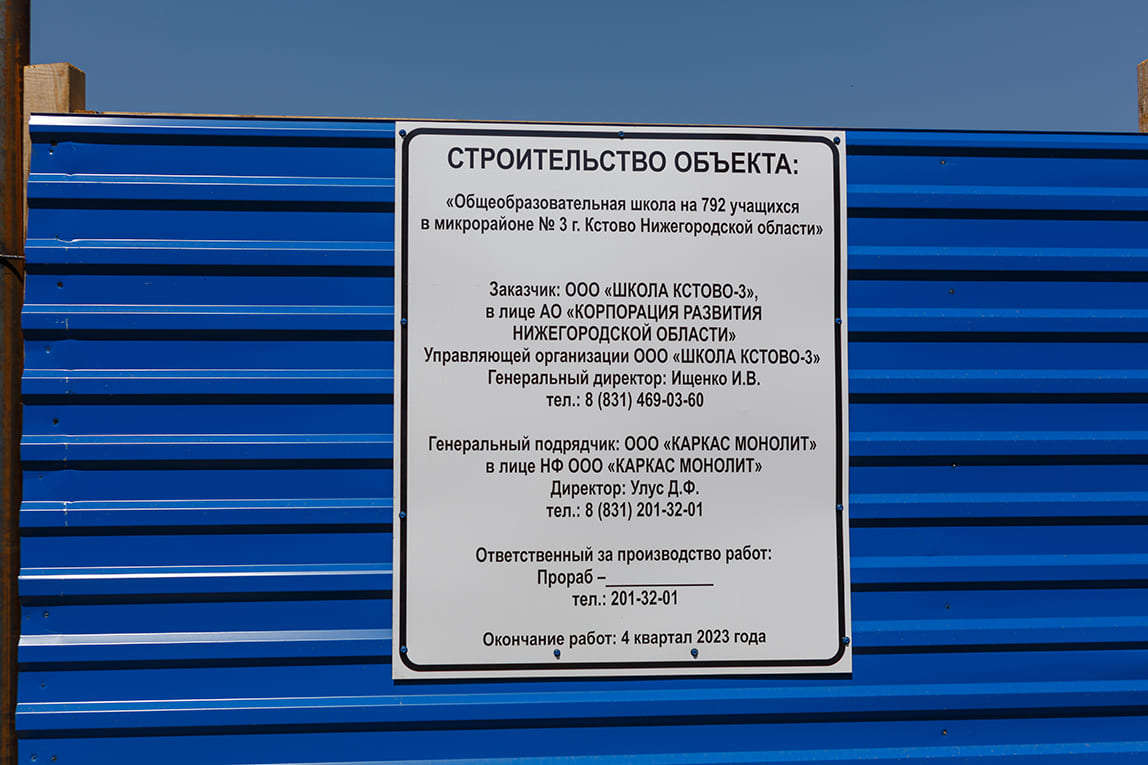 СТРОИТЕЛЬСТВО ОБЪЕКТА:
«Общеобразовательная школа на 792 учащихся
в микрорайоне № 3 г. Кстово Нижегородской области»
Заказчик: ООО «ШКОЛА КСТОВО-3»,
в лице АО «КОРПОРАЦИЯ РАЗВИТИЯ
НИЖЕГОРОДСКОЙ ОБЛАСТИ»
Управляющей организации ООО «ШКОЛА КСТОВО-3»
Генеральный директор: Ищенко И.В.
тел.: 8 (831) 469-03-60
Генеральный подрядчик: ООО «КАРКАС МОНОЛИТ»
в лице НФ ООО «КАРКАС МОНОЛИТ»
Директор: Улус Д.Ф.
тел.: 8 (831) 201-32-01
Ответственный за производство работ:
Прораб –____________
тел.: 201-32-01
Окончание работ: 4 квартал 2023 года